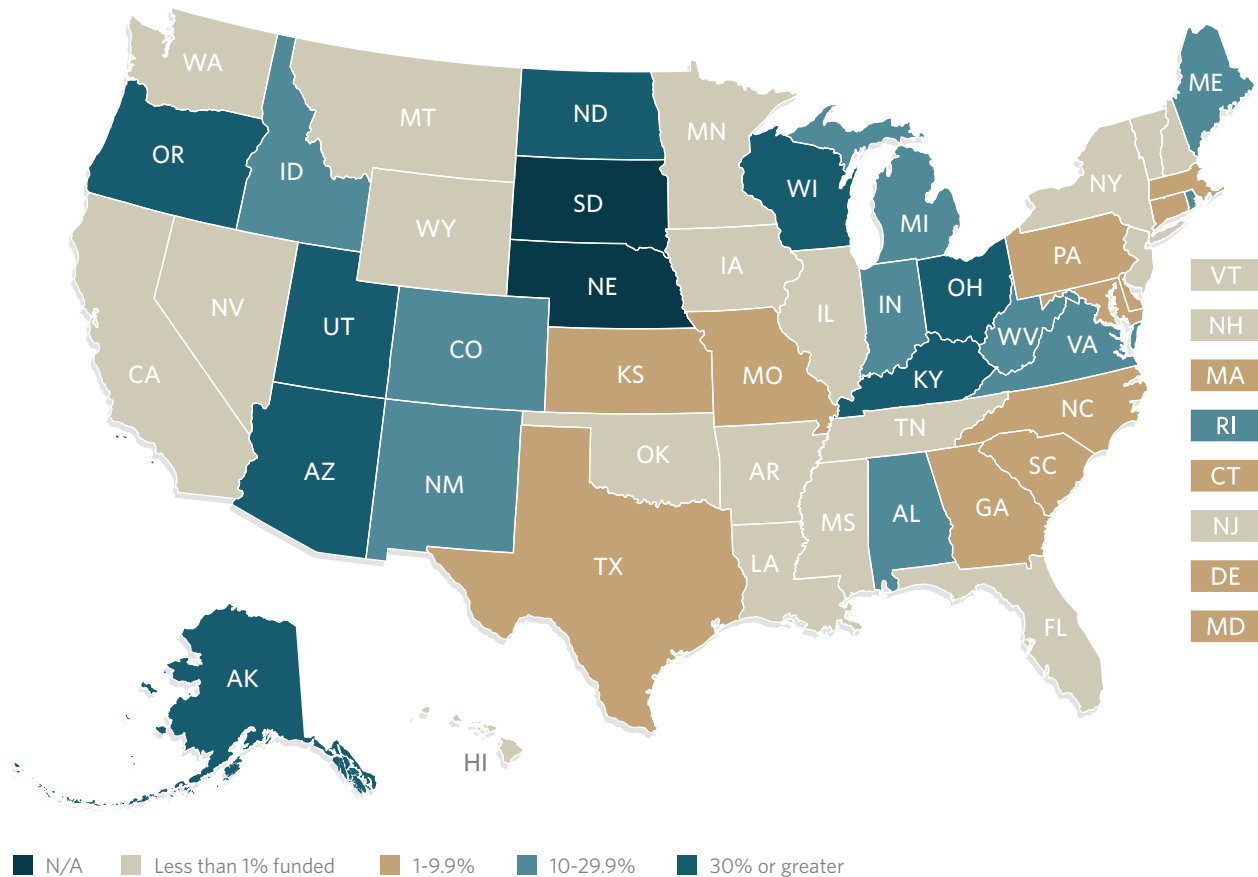 WA
MT
ND
MN
ME
OR
ID
SD
WI
NY
WY
MI
IA
PA
NE
NV
UT
IL
IN
OH
VT
CO
WV
VA
NH
CA
KS
MO
KY
MA
NC
RI
TN
AZ
OK
AR
SC
CT
NM
MS
AL
GA
NJ
TX
LA
DE
FL
MD
AK
HI
N/A Less than 1% funded 1-9.9% 10-29.9% 30% or greater